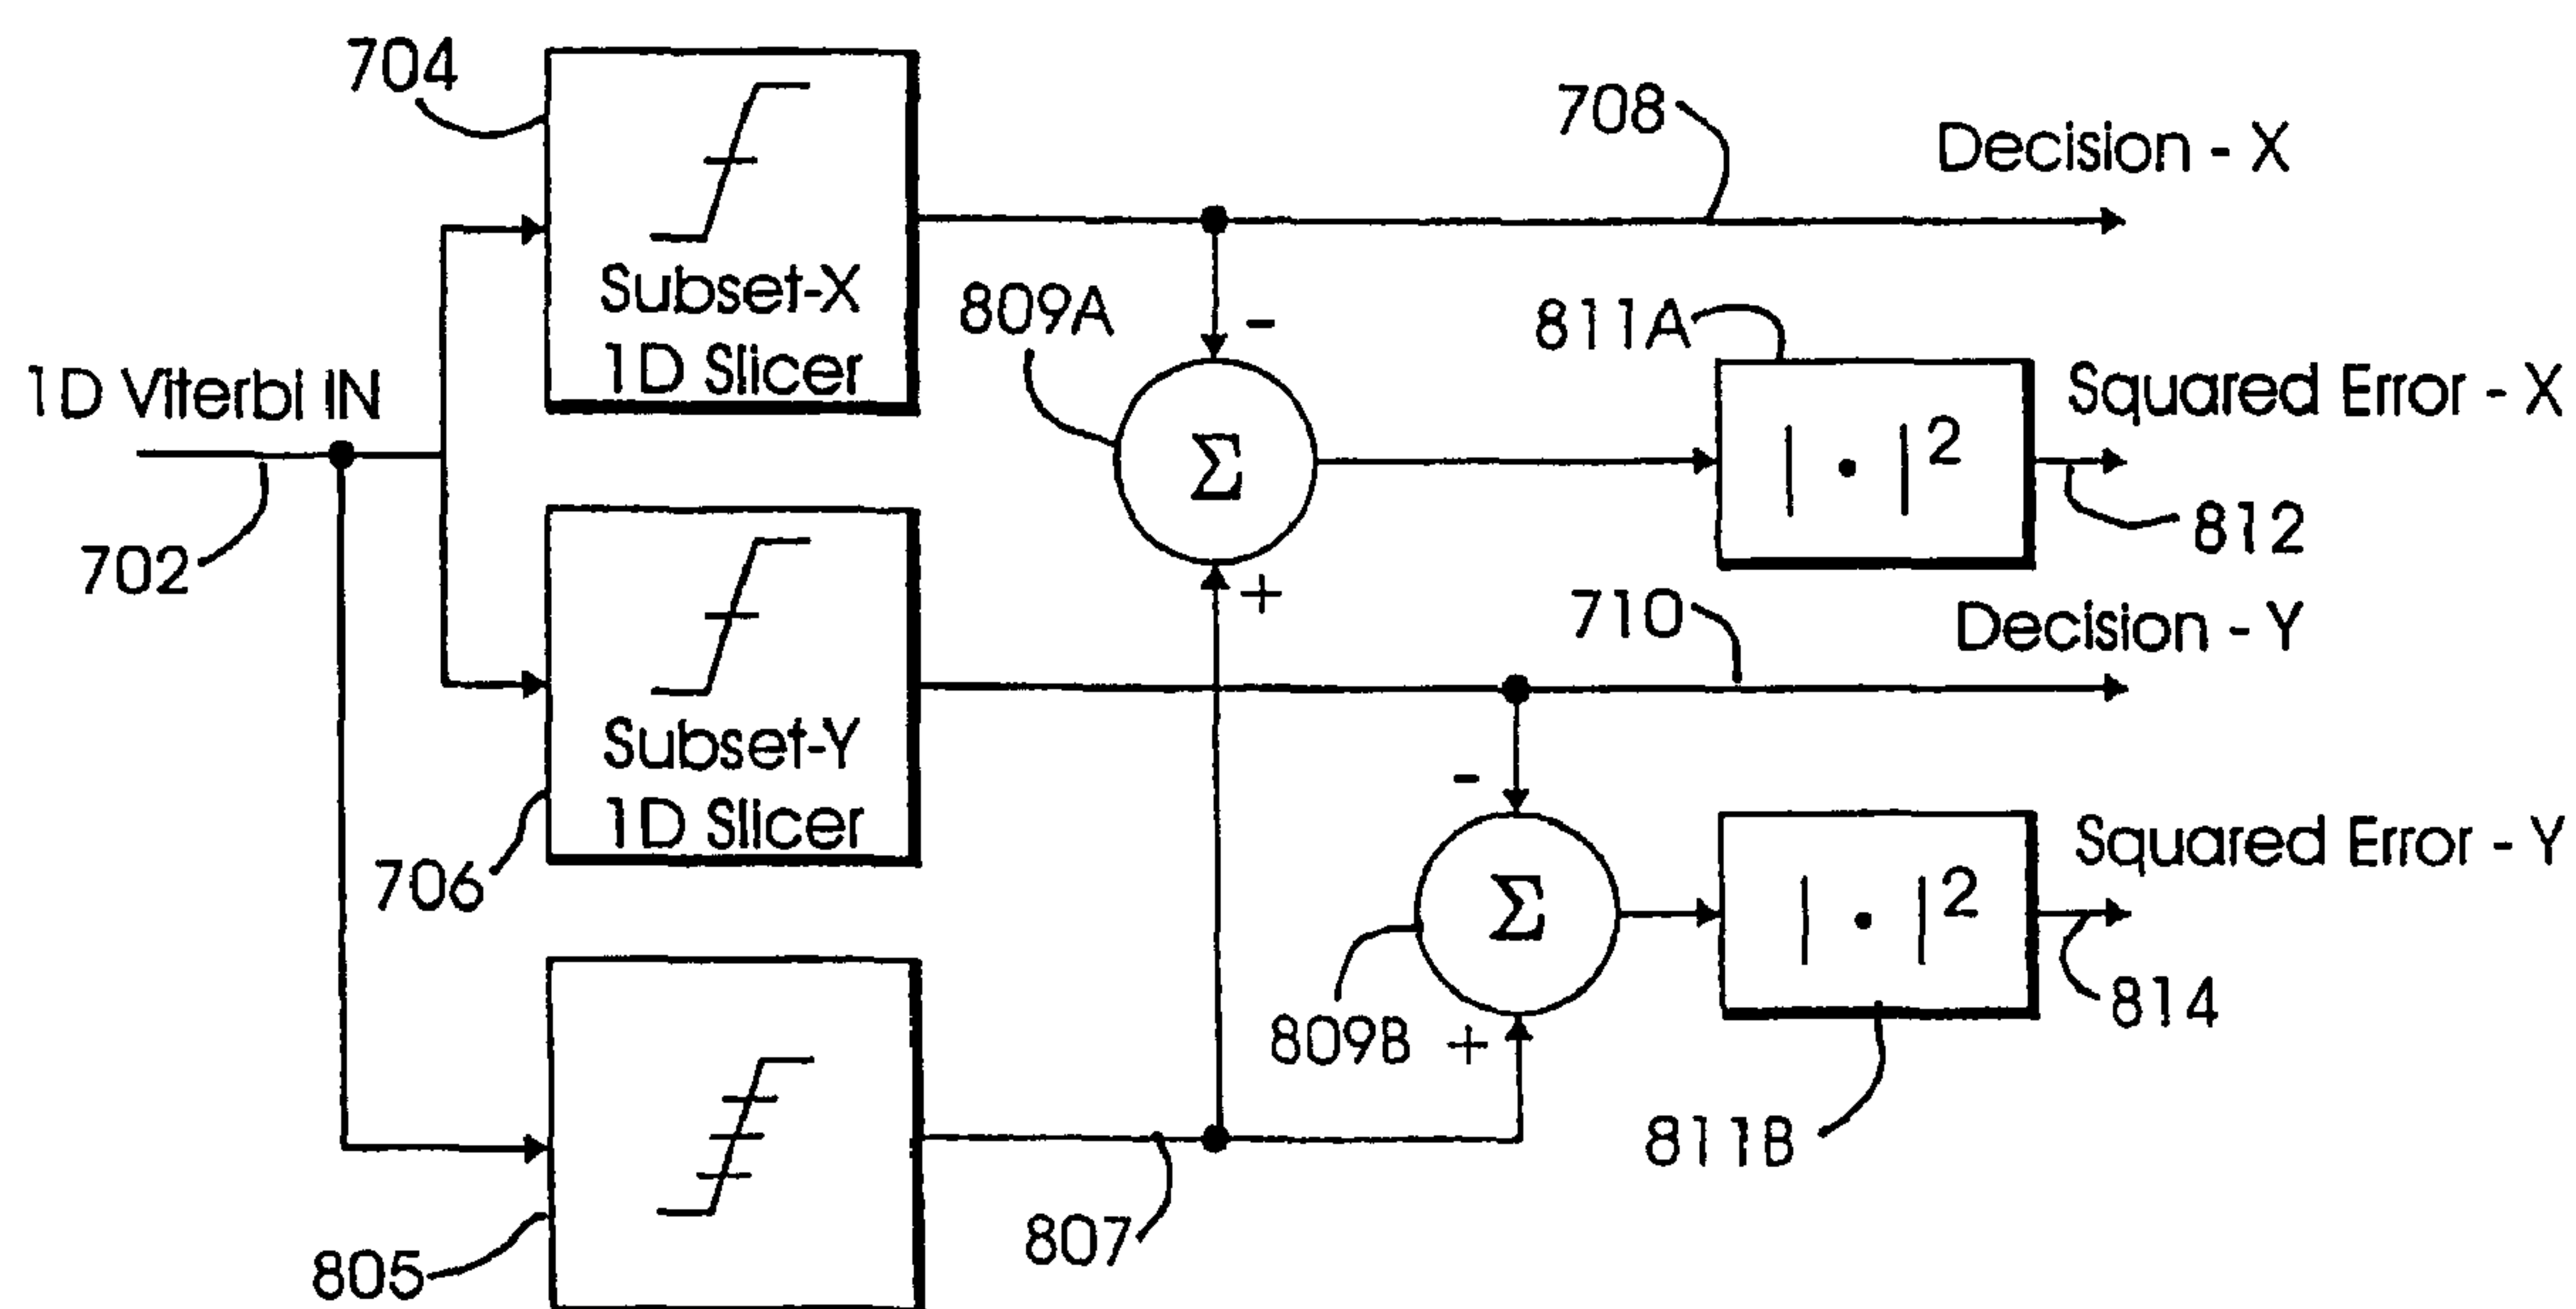 704
708
Decision - X
Subset-X
1D Slicer
809A
-
811A
1D Viterbi IN
Σ
| • |2
Squared Error - X
+
702
812
710
Decision - Y
Subset-Y
1D Slicer
706
-
Σ
| • |2
Squared Error - Y
809B
+
814
811B
807
805